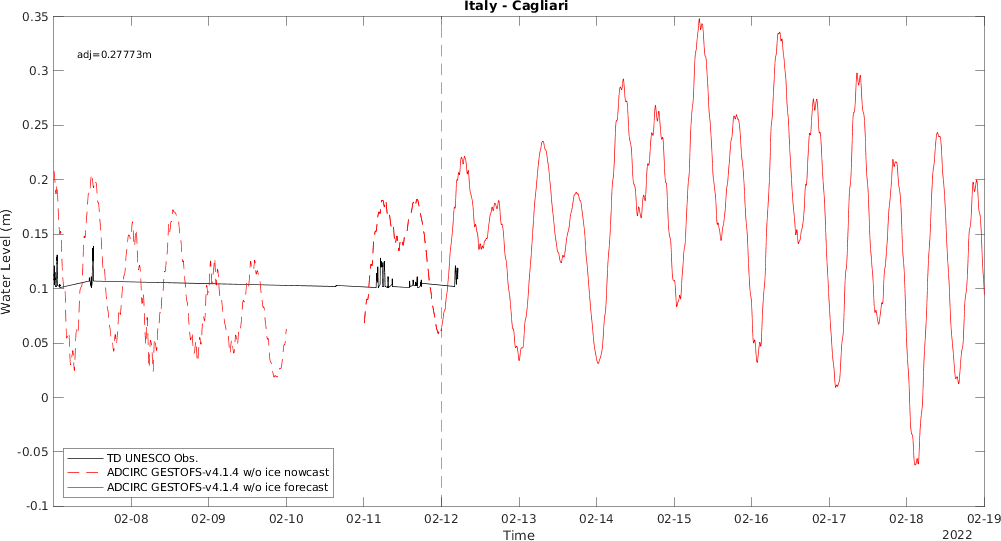 Italy - Cagliari
adj=0.27773m
0.35
0.3
0.25
0.2
0.15
0.1
0.05
0
-0.05
-0.1
Water Level (m)
TD UNESCO Obs.
ADCIRC GESTOFS-v4.1.4 w/o ice nowcast
ADCIRC GESTOFS-v4.1.4 w/o ice forecast
02-08 02-09 02-10 02-11 02-12 02-13 02-14 02-15 02-16 02-17 02-18 02-19
Time
2022